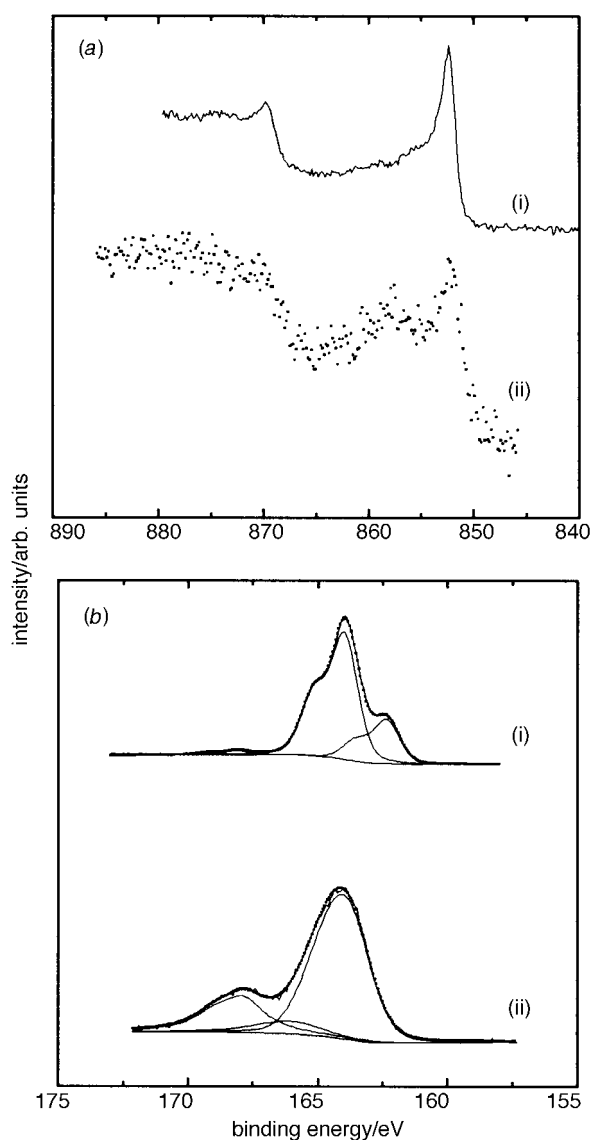 (a)
(i)
(ii)
890 880 870 860 850 840
intensity/arb. units
(b)
(i)
(ii)
175 170 165 160 155
binding energy/eV